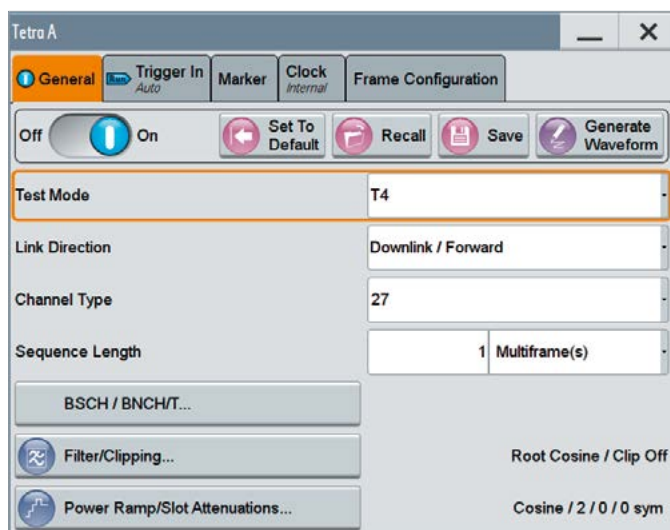 Tetra A
General
Trigger In
Auto
Marker
Clock
Internal
Frame Configuration
Off
On
Set To
Default
Recall
Save
Generate
Waveform
Test Mode
T4
Link Direction
Downlink / Forward
Channel Type
27
Sequence Length
1 Multiframe(s)
BSCH / BNCH/T...
Filter/Clipping...
Root Cosine / Clip Off
Power Ramp/Slot Attenuations...
Cosine / 2 / 0 / 0 sym